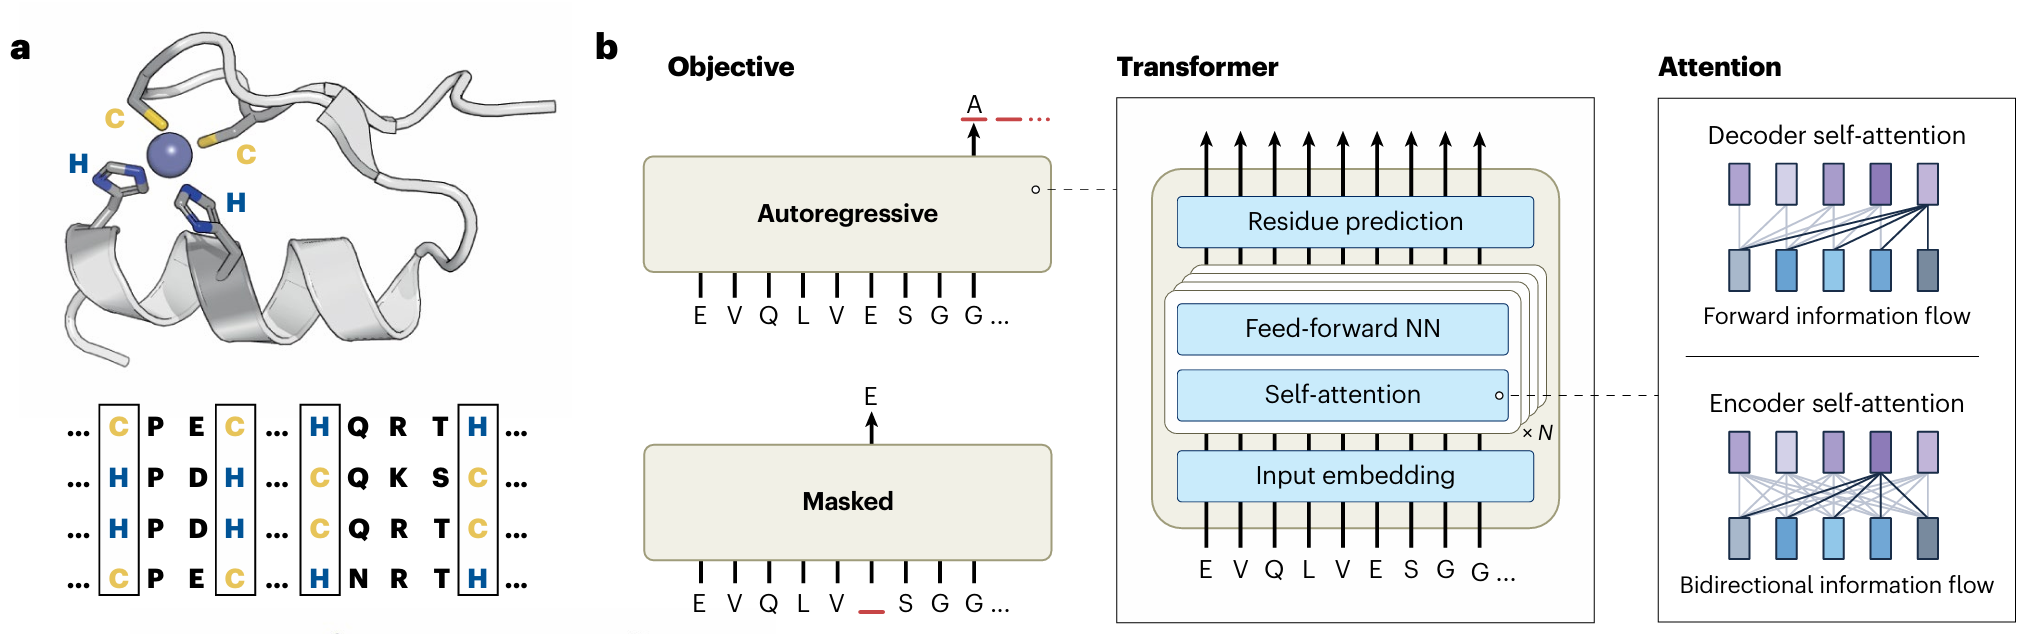 a
C
C
H
H
... C P E C ... H Q R T H ...
... H P D H ... C Q K S C ...
... H P D H ... C Q R T C ...
... C P E C ... H N R T H ...
b
Objective
A
Autoregressive
E V Q L V E S G G ...
E
Masked
E V Q L V _ S G G ...
Transformer
Residue prediction
Feed-forward NN
Self-attention
× N
Input embedding
E V Q L V E S G G ...
Attention
Decoder self-attention
Forward information flow
Encoder self-attention
Bidirectional information flow